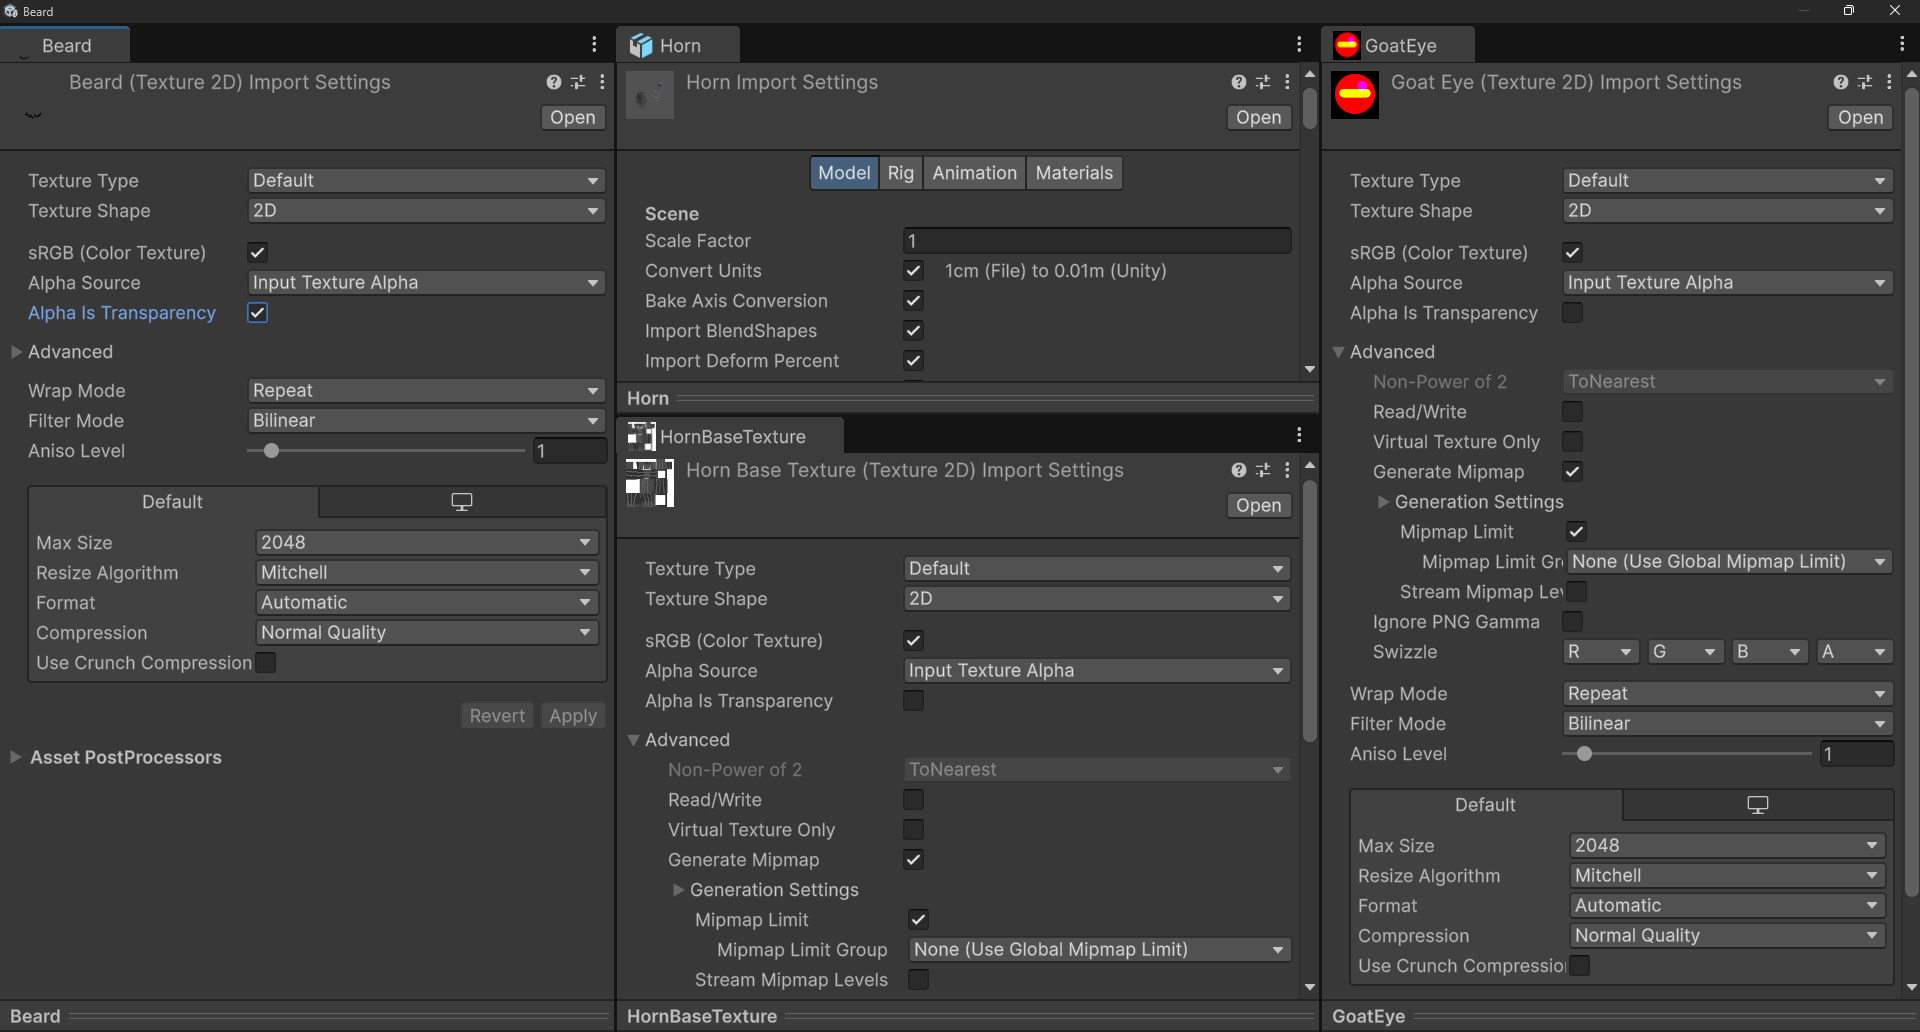 Beard
Beard
Beard (Texture 2D) Import Settings
Open
Texture Type
Default
Texture Shape
2D
sRGB (Color Texture)
Alpha Source
Input Texture Alpha
Alpha Is Transparency
Advanced
Wrap Mode
Repeat
Filter Mode
Bilinear
Aniso Level
1
Default
Max Size
2048
Resize Algorithm
Mitchell
Format
Automatic
Compression
Normal Quality
Use Crunch Compression
Revert
Apply
Asset PostProcessors
Beard
Horn
Horn Import Settings
Open
Model
Rig
Animation
Materials
Scene
Scale Factor
1
Convert Units
1cm (File) to 0.01m (Unity)
Bake Axis Conversion
Import BlendShapes
Import Deform Percent
Horn
HornBaseTexture
Horn Base Texture (Texture 2D) Import Settings
Open
Texture Type
Default
Texture Shape
2D
sRGB (Color Texture)
Alpha Source
Input Texture Alpha
Alpha Is Transparency
Advanced
Non-Power of 2
ToNearest
Read/Write
Virtual Texture Only
Generate Mipmap
Generation Settings
Mipmap Limit
Mipmap Limit Group
None (Use Global Mipmap Limit)
Stream Mipmap Levels
HornBaseTexture
GoatEye
Goat Eye (Texture 2D) Import Settings
Open
Texture Type
Default
Texture Shape
2D
sRGB (Color Texture)
Alpha Source
Input Texture Alpha
Alpha Is Transparency
Advanced
Non-Power of 2
ToNearest
Read/Write
Virtual Texture Only
Generate Mipmap
Generation Settings
Mipmap Limit
Mipmap Limit Gr
None (Use Global Mipmap Limit)
Stream Mipmap Lev
Ignore PNG Gamma
Swizzle
R
G
B
A
Wrap Mode
Repeat
Filter Mode
Bilinear
Aniso Level
1
Default
Max Size
2048
Resize Algorithm
Mitchell
Format
Automatic
Compression
Normal Quality
Use Crunch Compressio
GoatEye